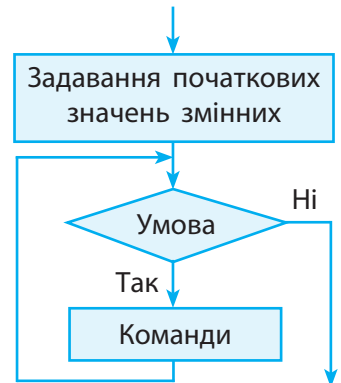 Задавання початкових
значень змінних
Ні
Умова
Так
Команди